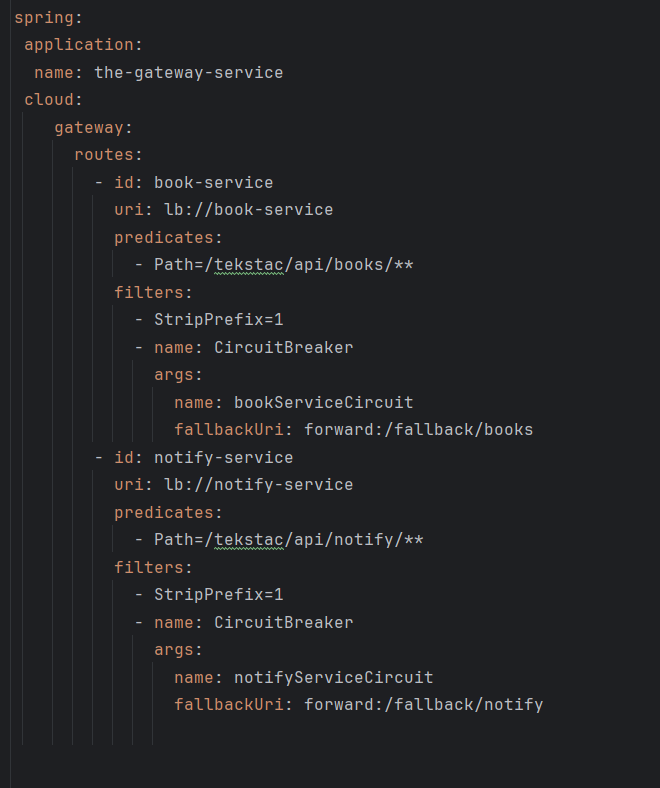 spring:
 application:
  name: the-gateway-service
 cloud:
    gateway:
      routes:
        - id: book-service
          uri: lb://book-service
          predicates:
            - Path=/tekstac/api/books/**
          filters:
            - StripPrefix=1
            - name: CircuitBreaker
              args:
                name: bookServiceCircuit
                fallbackUri: forward:/fallback/books
        - id: notify-service
          uri: lb://notify-service
          predicates:
            - Path=/tekstac/api/notify/**
          filters:
            - StripPrefix=1
            - name: CircuitBreaker
              args:
                name: notifyServiceCircuit
                fallbackUri: forward:/fallback/notify